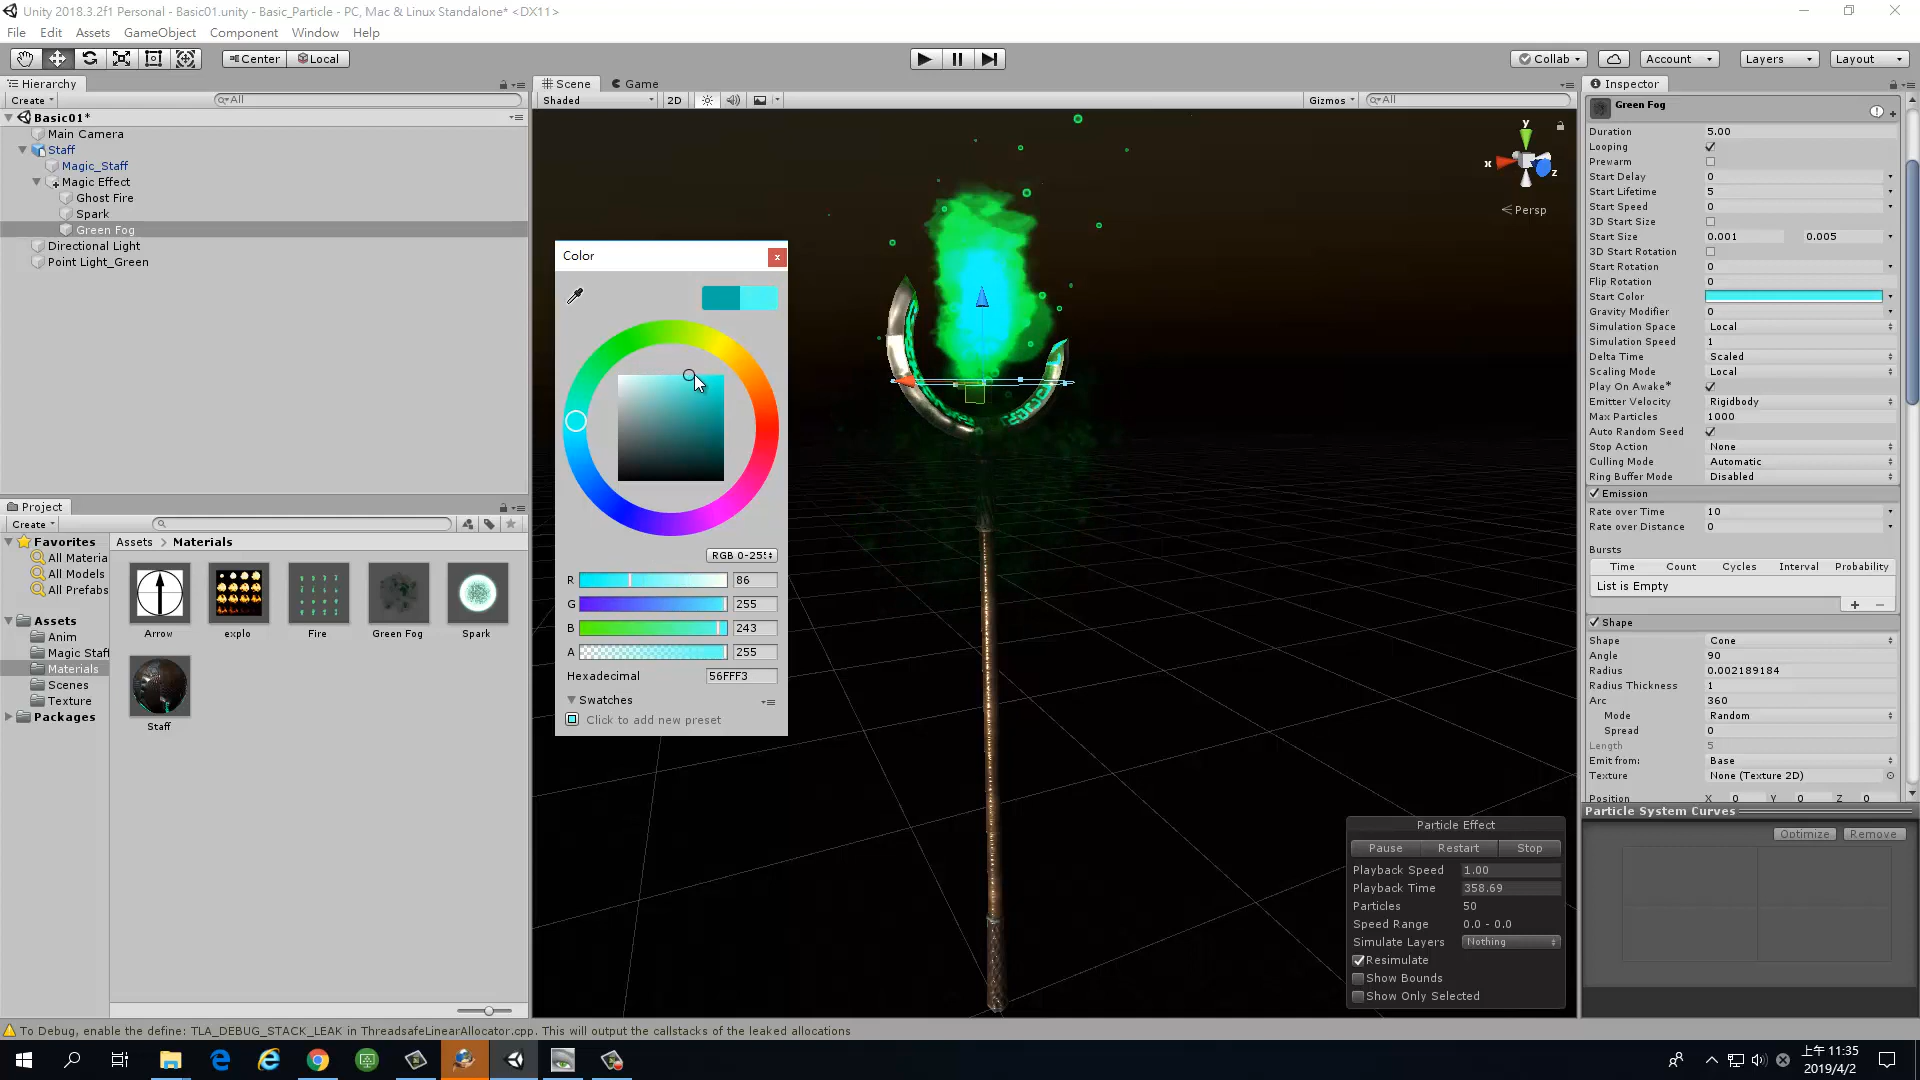 Unity 2018.3.2f1 Personal - Basic01.unity - Basic_Particle - PC, Mac & Linux Standalone* <DX11>
File Edit Assets GameObject Component Window Help
Center Local
Collab Account Layers Layout
Hierarchy
Create All
Basic01*
Main Camera
Staff
Magic_Staff
Magic Effect
Ghost Fire
Spark
Green Fog
Directional Light
Point Light_Green
Project
Create
Favorites
All Materia
All Models
All Prefabs
Assets
Anim
Magic Staff
Materials
Scenes
Texture
Packages
Assets > Materials
Arrow explo Fire Green Fog Spark
Staff
Scene Game
Shaded 2D Gizmos All
y
x
z
Persp
Color
x
RGB 0-255
R 86
G 255
B 243
A 255
Hexadecimal 56FFF3
Swatches
Click to add new preset
Particle Effect
Pause Restart Stop
Playback Speed 1.00
Playback Time 358.69
Particles 50
Speed Range 0.0 - 0.0
Simulate Layers Nothing
Resimulate
Show Bounds
Show Only Selected
Inspector
Green Fog
Duration 5.00
Looping
Prewarm
Start Delay 0
Start Lifetime 5
Start Speed 0
3D Start Size
Start Size 0.001 0.005
3D Start Rotation
Start Rotation 0
Flip Rotation 0
Start Color
Gravity Modifier 0
Simulation Space Local
Simulation Speed 1
Delta Time Scaled
Scaling Mode Local
Play On Awake*
Emitter Velocity Rigidbody
Max Particles 1000
Auto Random Seed
Stop Action None
Culling Mode Automatic
Ring Buffer Mode Disabled
Emission
Rate over Time 10
Rate over Distance 0
Bursts
Time Count Cycles Interval Probability
List is Empty
Shape
Shape Cone
Angle 90
Radius 0.002189184
Radius Thickness 1
Arc 360
Mode Random
Spread 0
Length 5
Emit from: Base
Texture None (Texture 2D)
Position X 0 Y 0 Z 0
Particle System Curves
Optimize Remove
To Debug, enable the define: TLA_DEBUG_STACK_LEAK in ThreadsafeLinearAllocator.cpp. This will output the callstacks of the leaked allocations
上午 11:35
2019/4/2